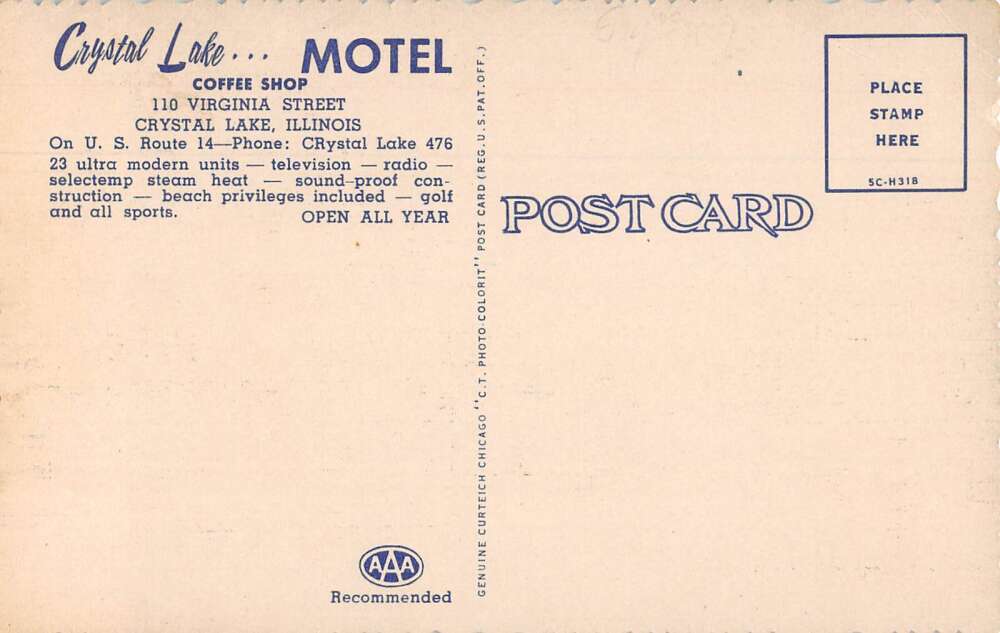 Crystal Lake... MOTEL
COFFEE SHOP
110 VIRGINIA STREET
CRYSTAL LAKE, ILLINOIS
On U. S. Route 14—Phone: CRystal Lake 476
23 ultra modern units — television — radio —
selectemp steam heat — sound-proof con-
struction — beach privileges included — golf
and all sports.
OPEN ALL YEAR
AAA
Recommended
GENUINE CURTEICH CHICAGO "C.T. PHOTO-COLORIT" POST CARD (REG. U.S. PAT. OFF.)
POST CARD
PLACE
STAMP
HERE
5C-H318